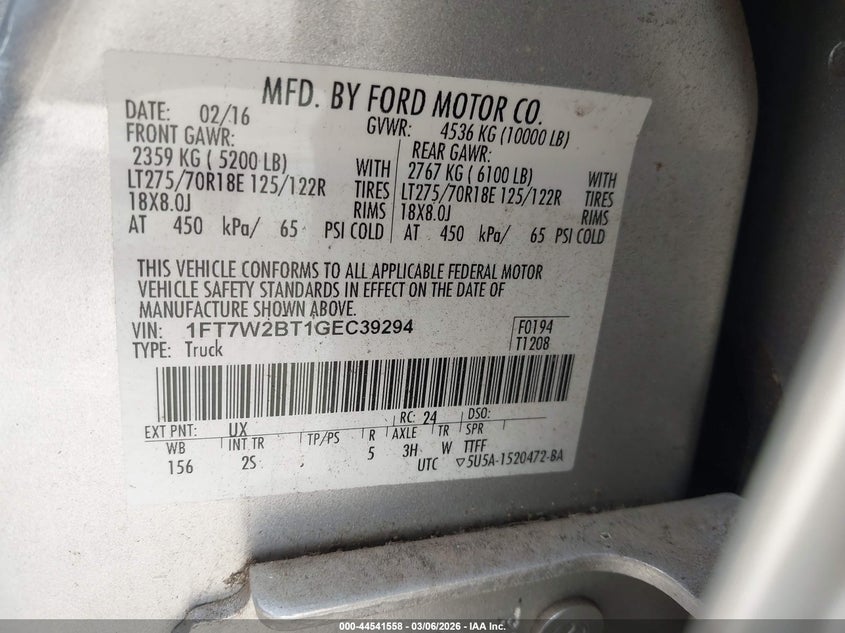 MFD. BY FORD MOTOR CO.
DATE: 02/16 GVWR: 4536 KG (10000 LB)
FRONT GAWR: REAR GAWR:
2359 KG ( 5200 LB) WITH 2767 KG ( 6100 LB) WITH
LT275/70R18E 125/122R TIRES LT275/70R18E 125/122R TIRES
18X8.0J RIMS 18X8.0J RIMS
AT 450 kPa/ 65 PSI COLD AT 450 kPa/ 65 PSI COLD
THIS VEHICLE CONFORMS TO ALL APPLICABLE FEDERAL MOTOR
VEHICLE SAFETY STANDARDS IN EFFECT ON THE DATE OF
MANUFACTURE SHOWN ABOVE.
VIN: 1FT7W2BT1GEC39294 F0194
TYPE: Truck T1208
EXT PNT: UX RC: 24 DSO:
WB INT TR TP/PS R AXLE TR SPR
156 2S 5 3H W TTFF
UTC ▽5U5A-1520472-BA
000-44541558 - 03/06/2026 - IAA Inc.